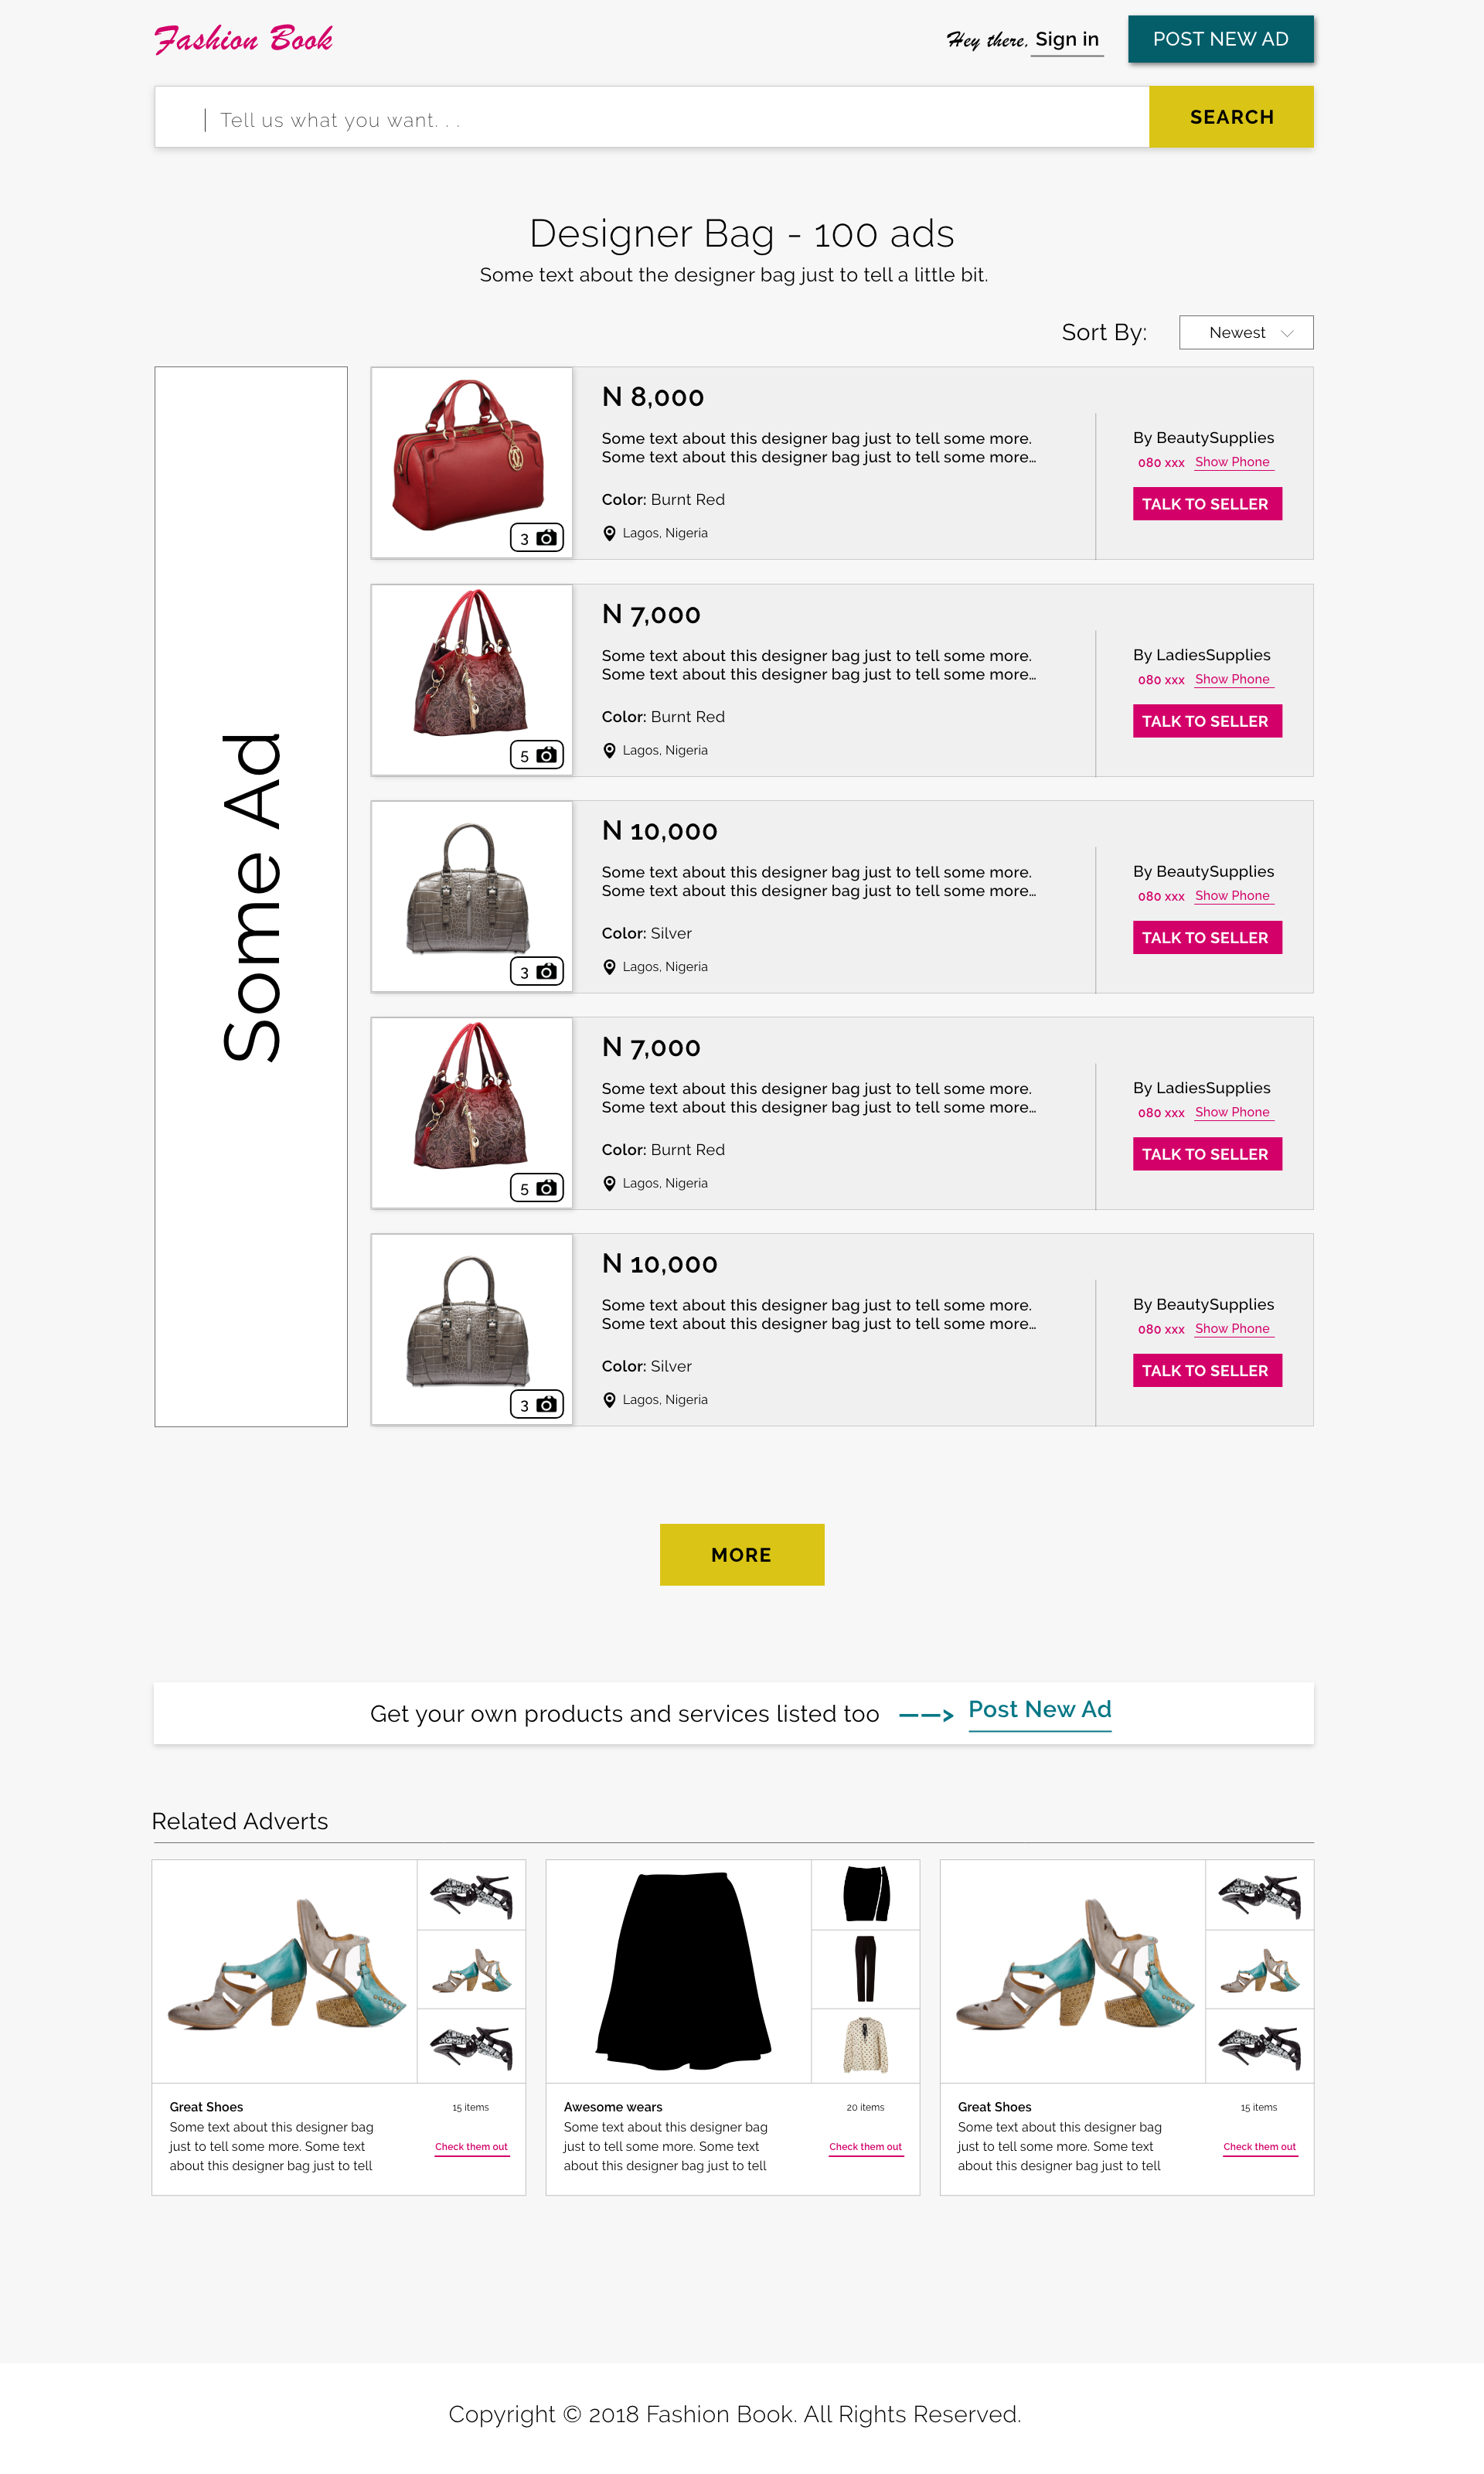 Fashion Book
Hey there, Sign in
POST NEW AD
Tell us what you want. . .
SEARCH
Designer Bag - 100 ads
Some text about the designer bag just to tell a little bit.
Sort By:
Newest
Some Ad
N 8,000
Some text about this designer bag just to tell some more.
Some text about this designer bag just to tell some more...
Color: Burnt Red
Lagos, Nigeria
3
By BeautySupplies
080 xxx Show Phone
TALK TO SELLER
N 7,000
Some text about this designer bag just to tell some more.
Some text about this designer bag just to tell some more...
Color: Burnt Red
Lagos, Nigeria
5
By LadiesSupplies
080 xxx Show Phone
TALK TO SELLER
N 10,000
Some text about this designer bag just to tell some more.
Some text about this designer bag just to tell some more...
Color: Silver
Lagos, Nigeria
3
By BeautySupplies
080 xxx Show Phone
TALK TO SELLER
N 7,000
Some text about this designer bag just to tell some more.
Some text about this designer bag just to tell some more...
Color: Burnt Red
Lagos, Nigeria
5
By LadiesSupplies
080 xxx Show Phone
TALK TO SELLER
N 10,000
Some text about this designer bag just to tell some more.
Some text about this designer bag just to tell some more...
Color: Silver
Lagos, Nigeria
3
By BeautySupplies
080 xxx Show Phone
TALK TO SELLER
MORE
Get your own products and services listed too ——> Post New Ad
Related Adverts
Great Shoes
Some text about this designer bag
just to tell some more. Some text
about this designer bag just to tell
15 items
Check them out
Awesome wears
Some text about this designer bag
just to tell some more. Some text
about this designer bag just to tell
20 items
Check them out
Great Shoes
Some text about this designer bag
just to tell some more. Some text
about this designer bag just to tell
15 items
Check them out
Copyright © 2018 Fashion Book. All Rights Reserved.